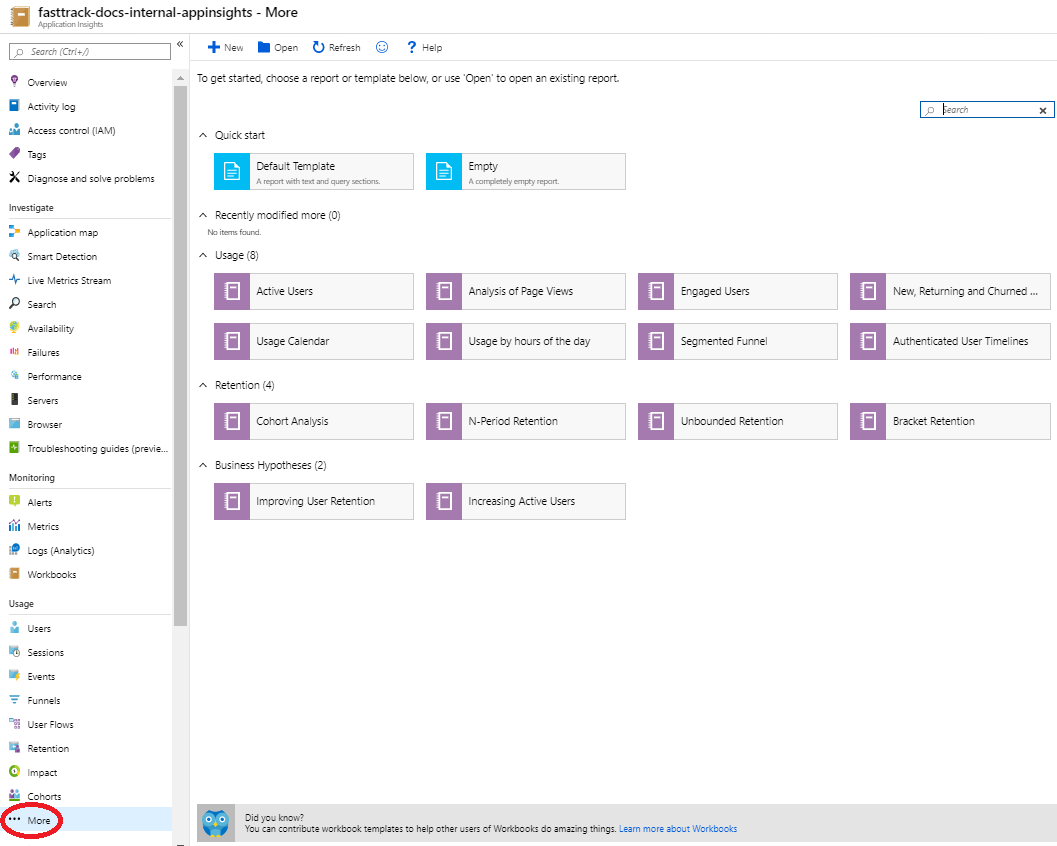 fasttrack-docs-internal-appinsights - More
Application Insights
Search (Ctrl+/)
«
Overview
Activity log
Access control (IAM)
Tags
Diagnose and solve problems
Investigate
Application map
Smart Detection
Live Metrics Stream
Search
Availability
Failures
Performance
Servers
Browser
Troubleshooting guides (previe...
Monitoring
Alerts
Metrics
Logs (Analytics)
Workbooks
Usage
Users
Sessions
Events
Funnels
User Flows
Retention
Impact
Cohorts
More
New Open Refresh ? Help
To get started, choose a report or template below, or use 'Open' to open an existing report.
Search
Quick start
Default Template
A report with text and query sections.
Empty
A completely empty report.
Recently modified more (0)
No items found.
Usage (8)
Active Users
Analysis of Page Views
Engaged Users
New, Returning and Churned ...
Usage Calendar
Usage by hours of the day
Segmented Funnel
Authenticated User Timelines
Retention (4)
Cohort Analysis
N-Period Retention
Unbounded Retention
Bracket Retention
Business Hypotheses (2)
Improving User Retention
Increasing Active Users
Did you know?
You can contribute workbook templates to help other users of Workbooks do amazing things. Learn more about Workbooks